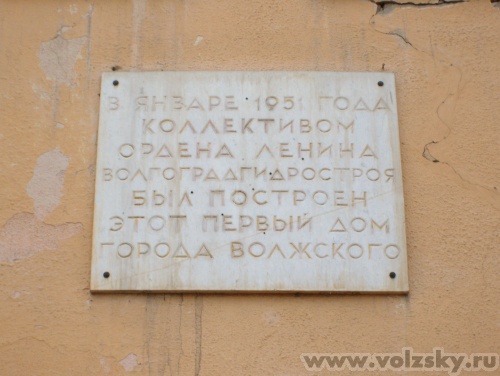 В ЯНВАРЕ 1951 ГОДА
КОЛЛЕКТИВОМ
ОРДЕНА ЛЕНИНА
ВОЛГОГРАДГИДРОСТРОЯ
БЫЛ ПОСТРОЕН
ЭТОТ ПЕРВЫЙ ДОМ
ГОРОДА ВОЛЖСКОГО
www.volzsky.ru